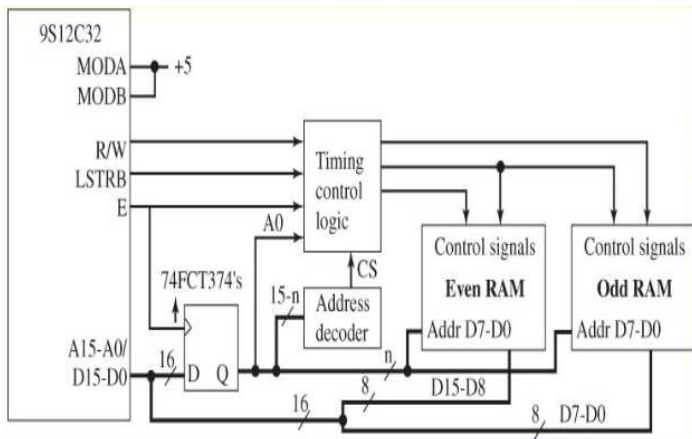 9S12C32
MODA
+5
MODB
R/W
LSTRB
E
Timing
control
logic
A0
CS
74FCT374's
15-n
Address
decoder
Control signals
Even RAM
Addr D7-D0
Control signals
Odd RAM
Addr D7-D0
A15-A0/
D15-D0
16
D Q
n
16
8
D15-D8
8
D7-D0